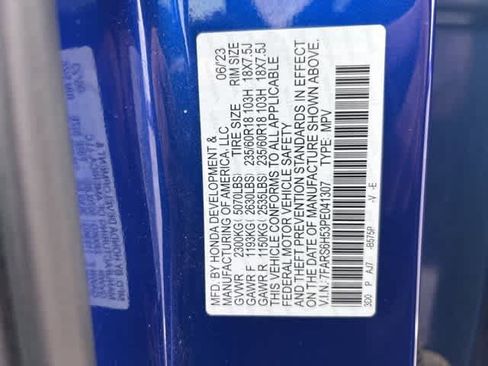 MFD. BY HONDA DEVELOPMENT &
MANUFACTURING OF AMERICA, LLC 06/23
TIRE SIZE RIM SIZE
GVWR 2300KG( 5070LBS)
GAWR F 1193KG( 2630LBS) 235/60R18 103H 18X7.5J
GAWR R 1150KG( 2535LBS) 235/60R18 103H 18X7.5J
THIS VEHICLE CONFORMS TO ALL APPLICABLE
FEDERAL MOTOR VEHICLE SAFETY
AND THEFT PREVENTION STANDARDS IN EFFECT
ON THE DATE OF MANUFACTURE SHOWN ABOVE.
V.I.N.: 7FARS6H53PE041307 TYPE: MPV
300 P AJ7 -B575P -V -E